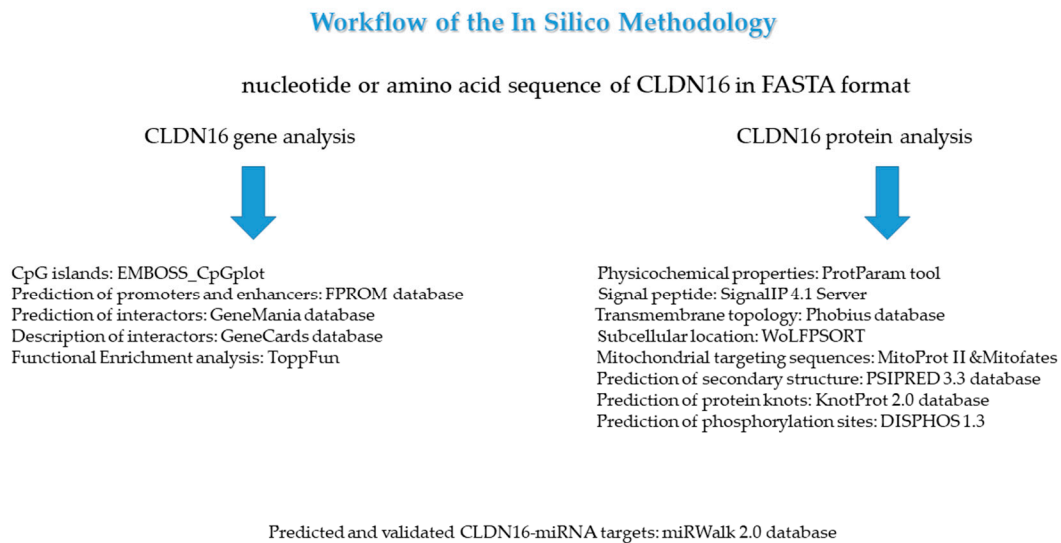 Workflow of the In Silico Methodology
nucleotide or amino acid sequence of CLDN16 in FASTA format
CLDN16 gene analysis
CpG islands: EMBOSS_CpGplot
Prediction of promoters and enhancers: FPROM database
Prediction of interactors: GeneMania database
Description of interactors: GeneCards database
Functional Enrichment analysis: ToppFun
CLDN16 protein analysis
Physicochemical properties: ProtParam tool
Signal peptide: SignalIP 4.1 Server
Transmembrane topology: Phobius database
Subcellular location: WoLFPSORT
Mitochondrial targeting sequences: MitoProt II &Mitofates
Prediction of secondary structure: PSIPRED 3.3 database
Prediction of protein knots: KnotProt 2.0 database
Prediction of phosphorylation sites: DISPHOS 1.3
Predicted and validated CLDN16-miRNA targets: miRWalk 2.0 database